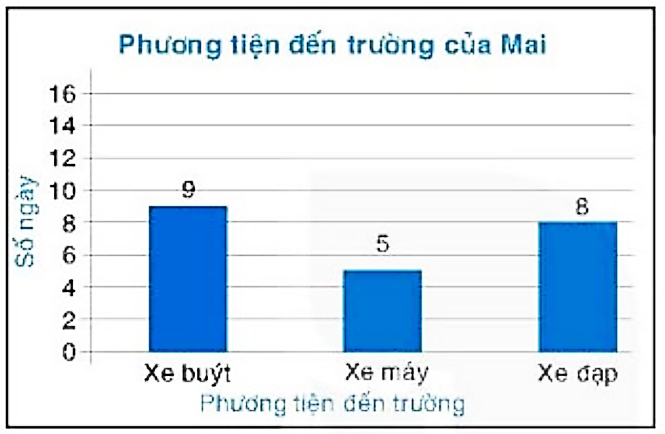 Phương tiện đến trường của Mai
Số ngày
16
14
12
10
8
6
4
2
0
9
5
8
Xe buýt
Xe máy
Xe đạp
Phương tiện đến trường